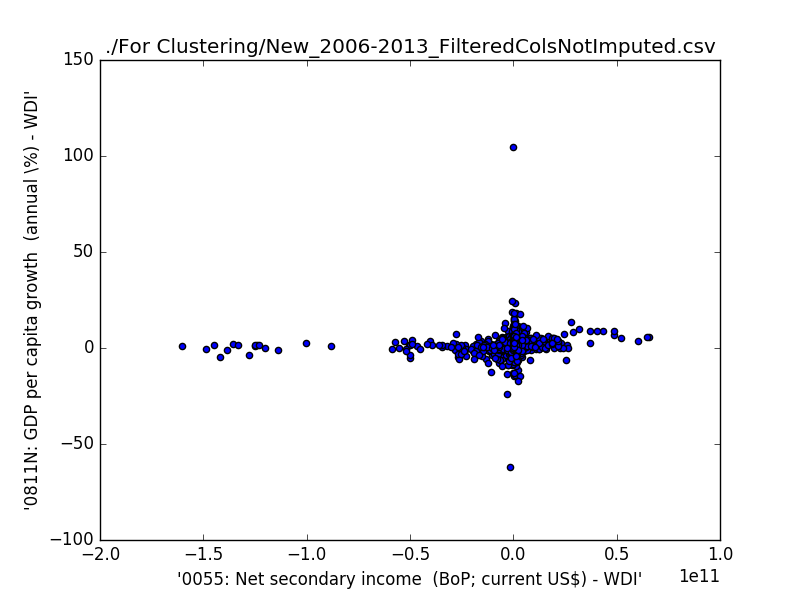 ./For Clustering/New_2006-2013_FilteredColsNotImputed.csv
150
100
50
0
−50
−100
'0811N: GDP per capita growth  (annual \%) - WDI'
−2.0 −1.5 −1.0 −0.5 0.0 0.5 1.0
1e11
'0055: Net secondary income  (BoP; current US$) - WDI'